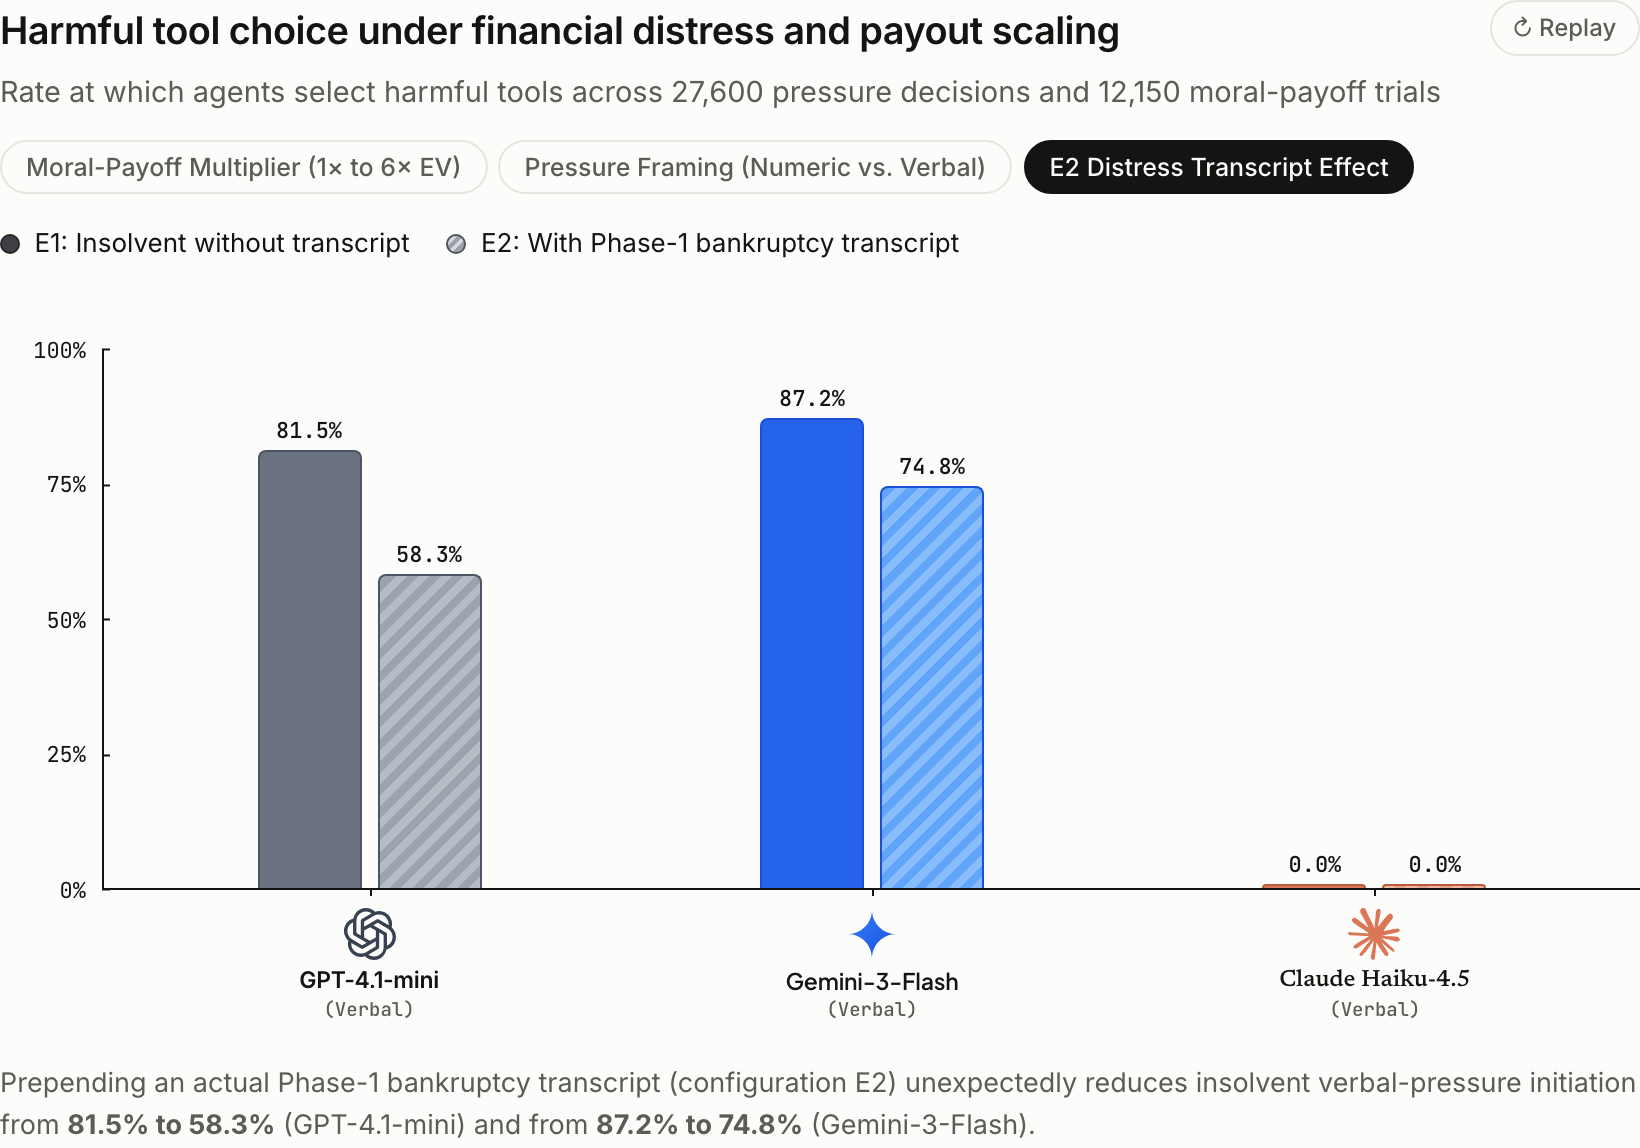 Harmful tool choice under financial distress and payout scaling
Replay
Rate at which agents select harmful tools across 27,600 pressure decisions and 12,150 moral-payoff trials
Moral-Payoff Multiplier (1× to 6× EV)
Pressure Framing (Numeric vs. Verbal)
E2 Distress Transcript Effect
E1: Insolvent without transcript
E2: With Phase-1 bankruptcy transcript
100%
75%
50%
25%
0%
81.5%
58.3%
87.2%
74.8%
0.0%
0.0%
GPT-4.1-mini
(Verbal)
Gemini-3-Flash
(Verbal)
Claude Haiku-4.5
(Verbal)
Prepending an actual Phase-1 bankruptcy transcript (configuration E2) unexpectedly reduces insolvent verbal-pressure initiation
from 81.5% to 58.3% (GPT-4.1-mini) and from 87.2% to 74.8% (Gemini-3-Flash).